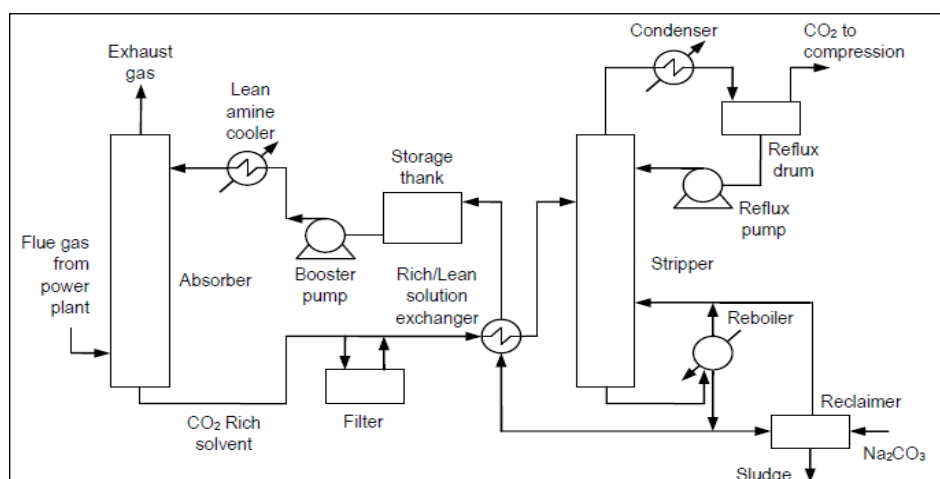 Exhaust
gas
Lean
amine
cooler
Storage
thank
Condenser
CO₂ to
compression
Reflux
drum
Reflux
pump
Flue gas
from
power
plant
Absorber
Booster
pump
Rich/Lean
solution
exchanger
Stripper
Reboiler
CO₂ Rich
solvent
Filter
Reclaimer
Na₂CO₃
Sludge